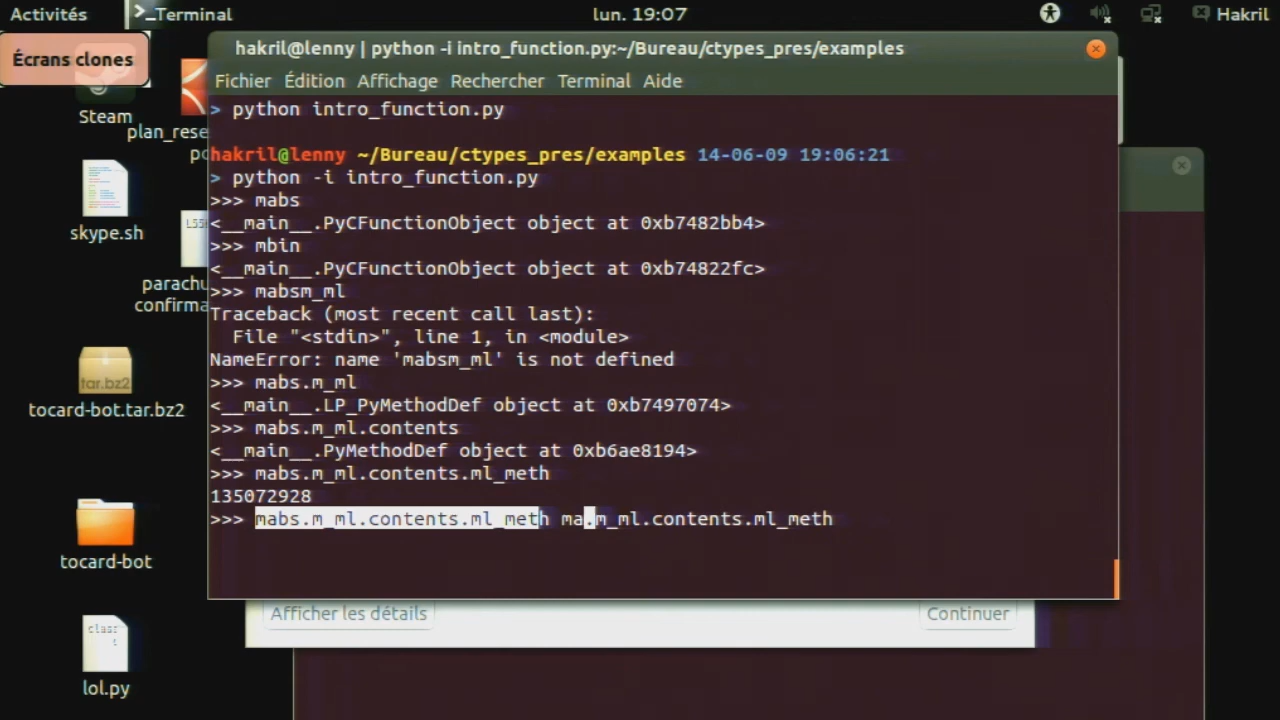 Activités
>_Terminal
lun. 19:07
Hakril
Écrans clones
Steam
plan_rese
skype.sh
parachu
confirma
tar.bz2
tocard-bot.tar.bz2
tocard-bot
lol.py
hakril@lenny | python -i intro_function.py:~/Bureau/ctypes_pres/examples
Fichier Édition Affichage Rechercher Terminal Aide
> python intro_function.py
hakril@lenny ~/Bureau/ctypes_pres/examples 14-06-09 19:06:21
> python -i intro_function.py
>>> mabs
<__main__.PyCFunctionObject object at 0xb7482bb4>
>>> mbin
<__main__.PyCFunctionObject object at 0xb74822fc>
>>> mabsm_ml
Traceback (most recent call last):
File "<stdin>", line 1, in <module>
NameError: name 'mabsm_ml' is not defined
>>> mabs.m_ml
<__main__.LP_PyMethodDef object at 0xb7497074>
>>> mabs.m_ml.contents
<__main__.PyMethodDef object at 0xb6ae8194>
>>> mabs.m_ml.contents.ml_meth
135072928
>>> mabs.m_ml.contents.ml_meth ma.m_ml.contents.ml_meth
Afficher les détails
Continuer